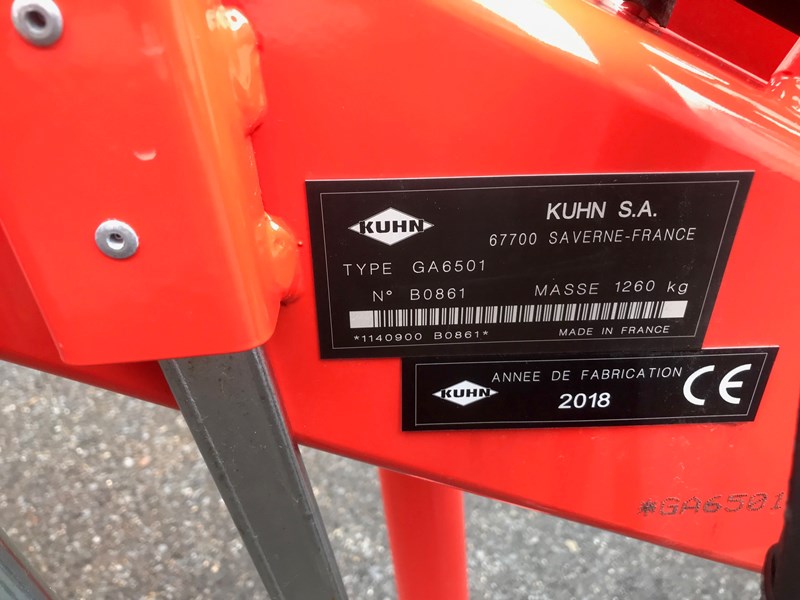 KUHN
KUHN S.A.
67700 SAVERNE-FRANCE
TYPE GA6501
N° B0861 MASSE 1260 kg
*1140900 B0861*
MADE IN FRANCE
KUHN
ANNEE DE FABRICATION
2018
CE
*GA6501